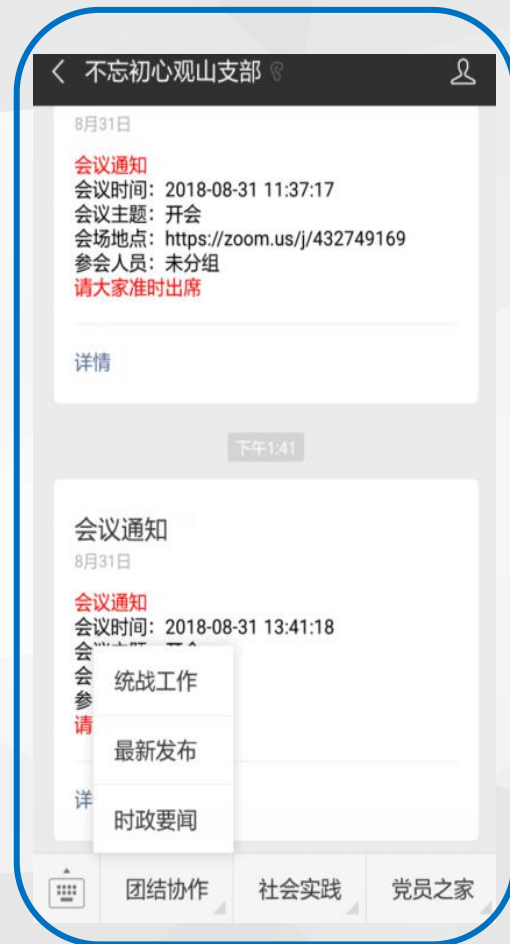 不忘初心观山支部
8月31日
会议通知
会议时间：2018-08-31 11:37:17
会议主题：开会
会场地点：https://zoom.us/j/432749169
参会人员：未分组
请大家准时出席
详情
下午1:41
会议通知
8月31日
会议通知
会议时间：2018-08-31 13:41:18
会
会
参
请
详
统战工作
最新发布
时政要闻
团结协作
社会实践
党员之家